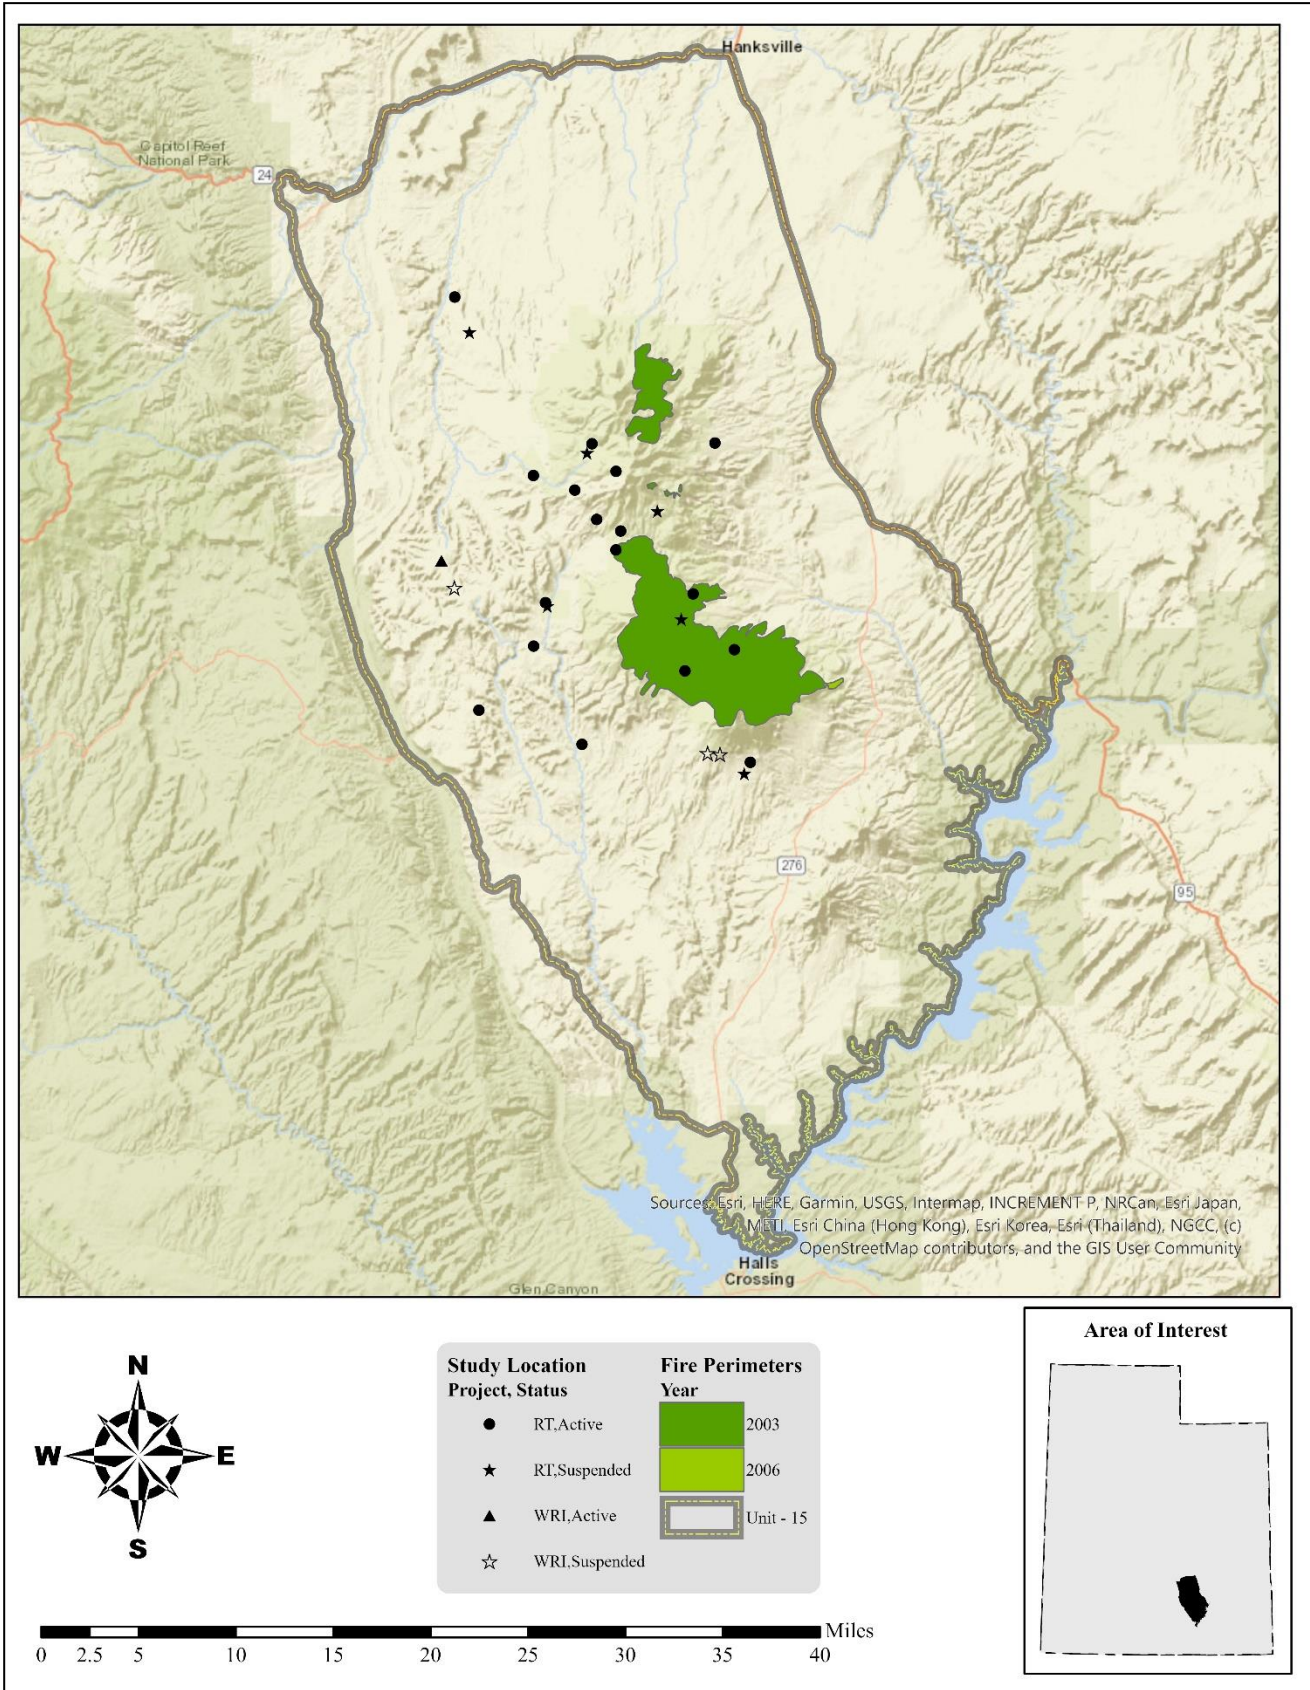 Hanksville
Capitol Reef
National Park
24
276
95
Sources: Esri, HERE, Garmin, USGS, Intermap, INCREMENT P, NRCan, Esri Japan,
METI, Esri China (Hong Kong), Esri Korea, Esri (Thailand), NGCC, (c)
OpenStreetMap contributors, and the GIS User Community
Halls
Crossing
Glen Canyon
N
W
E
S
Study Location
Project, Status
RT,Active
RT,Suspended
WRI,Active
WRI,Suspended
Fire Perimeters
Year
2003
2006
Unit - 15
Area of Interest
Miles
0 2.5 5 10 15 20 25 30 35 40